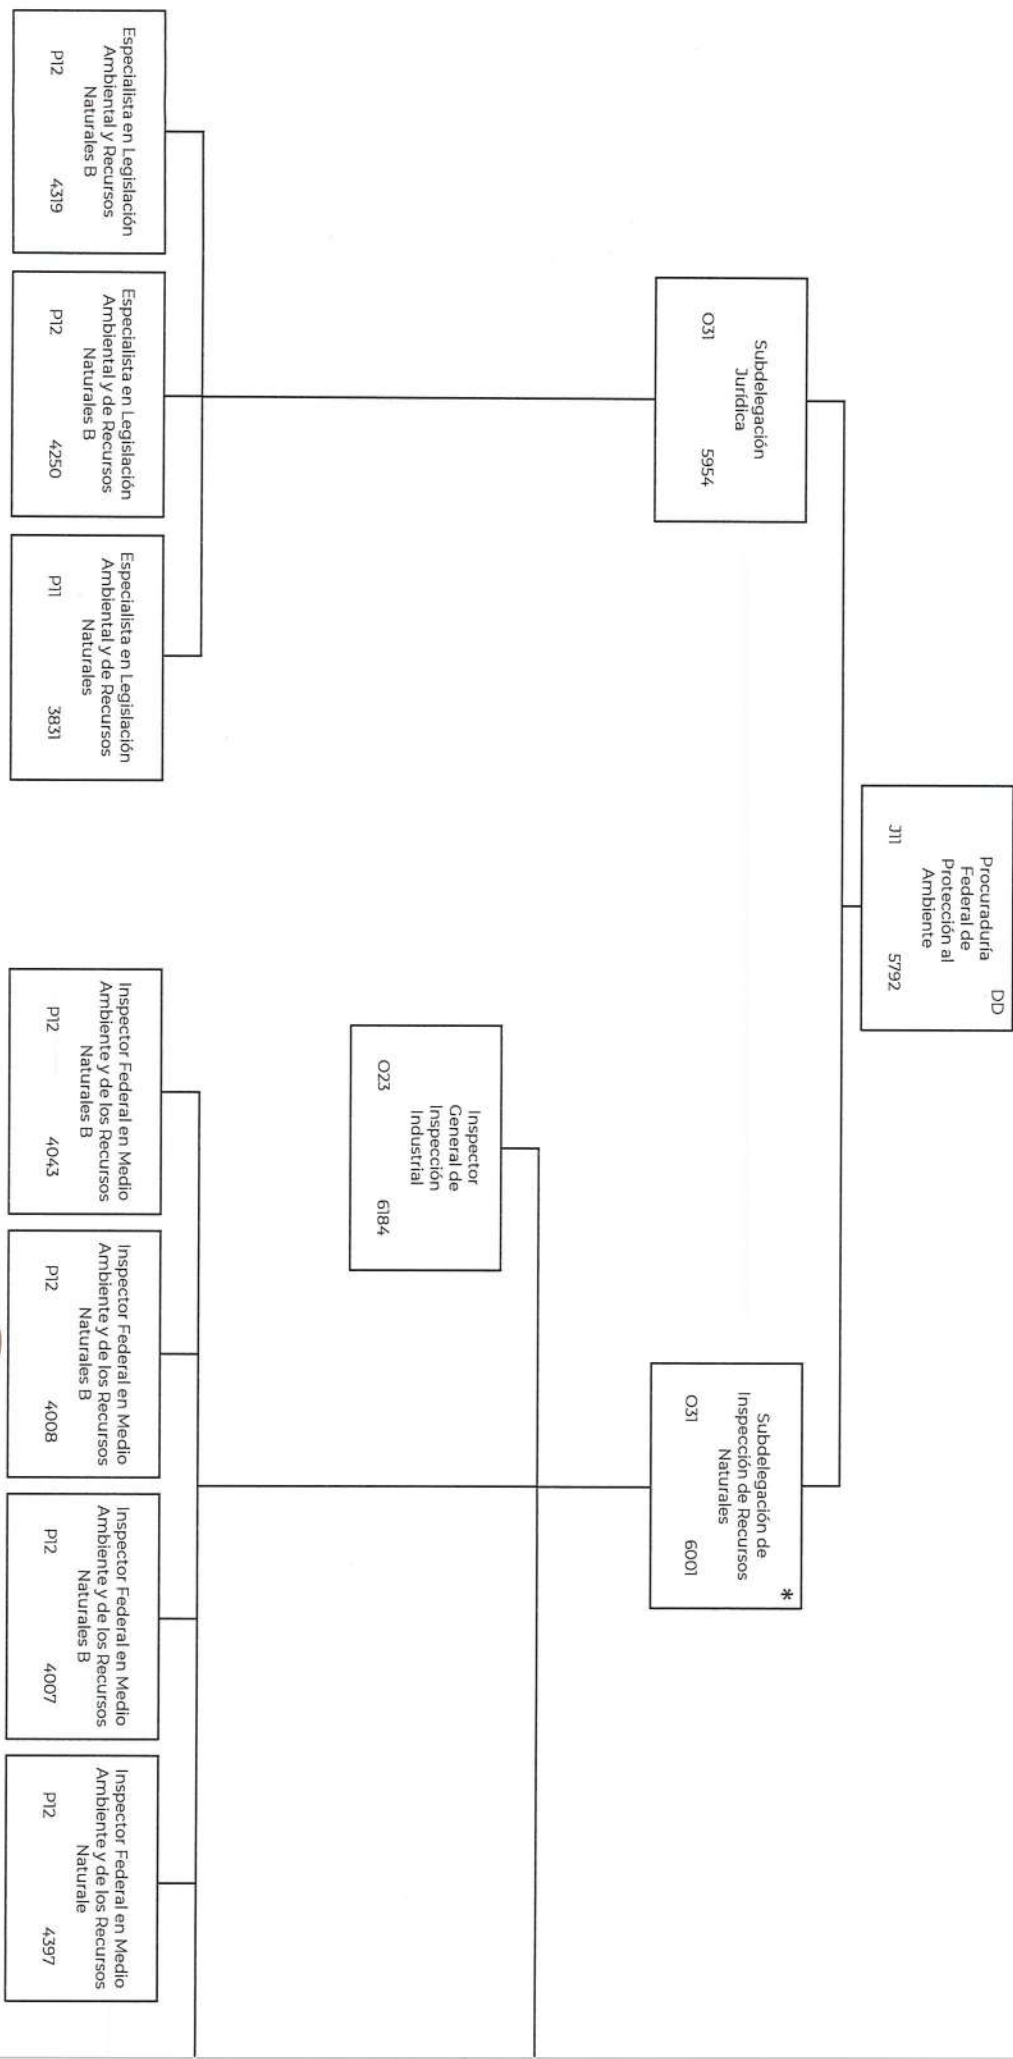 DD
Procuraduría
Federal de
Protección al
Ambiente
J11 5792
Subdelegación
Jurídica
O31 5954
*
Subdelegación de
Inspección de Recursos
Naturales
O31 6001
Inspector
General de
Inspección
Industrial
O23 6184
Especialista en Legislación
Ambiental y Recursos
Naturales B
P12 4319
Especialista en Legislación
Ambiental y de Recursos
Naturales B
P12 4250
Especialista en Legislación
Ambiental y de Recursos
Naturales
P11 3831
Inspector Federal en Medio
Ambiente y de los Recursos
Naturales B
P12 4043
Inspector Federal en Medio
Ambiente y de los Recursos
Naturales B
P12 4008
Inspector Federal en Medio
Ambiente y de los Recursos
Naturales B
P12 4007
Inspector Federal en Medio
Ambiente y de los Recursos
Naturale
P12 4397